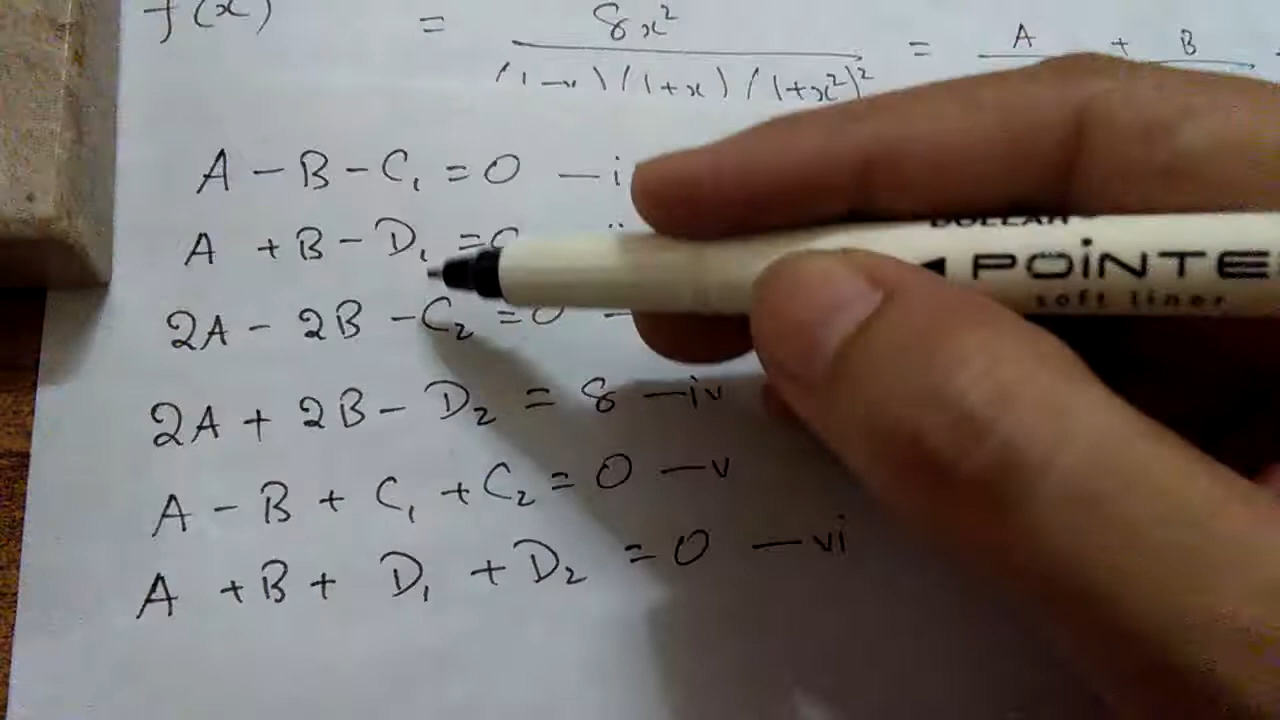 f(x) = 8x² / (1-x)(1+x)(1+x²)² = A + B
A - B - C₁ = 0 — i
A + B - D₁ =
2A - 2B - C₂ = 0 —
2A + 2B - D₂ = 8 — iv
A - B + C₁ + C₂ = 0 — v
A + B + D₁ + D₂ = 0 — vi
POINTE
soft liner